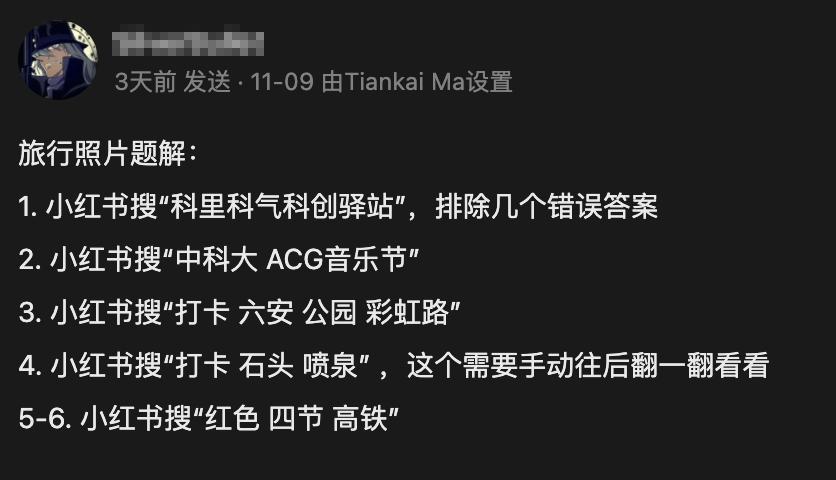 3天前 发送 · 11-09 由Tiankai Ma设置
旅行照片题解：
1. 小红书搜“科里科气科创驿站”，排除几个错误答案
2. 小红书搜“中科大 ACG音乐节”
3. 小红书搜“打卡 六安 公园 彩虹路”
4. 小红书搜“打卡 石头 喷泉” ，这个需要手动往后翻一翻看看
5-6. 小红书搜“红色 四节 高铁”